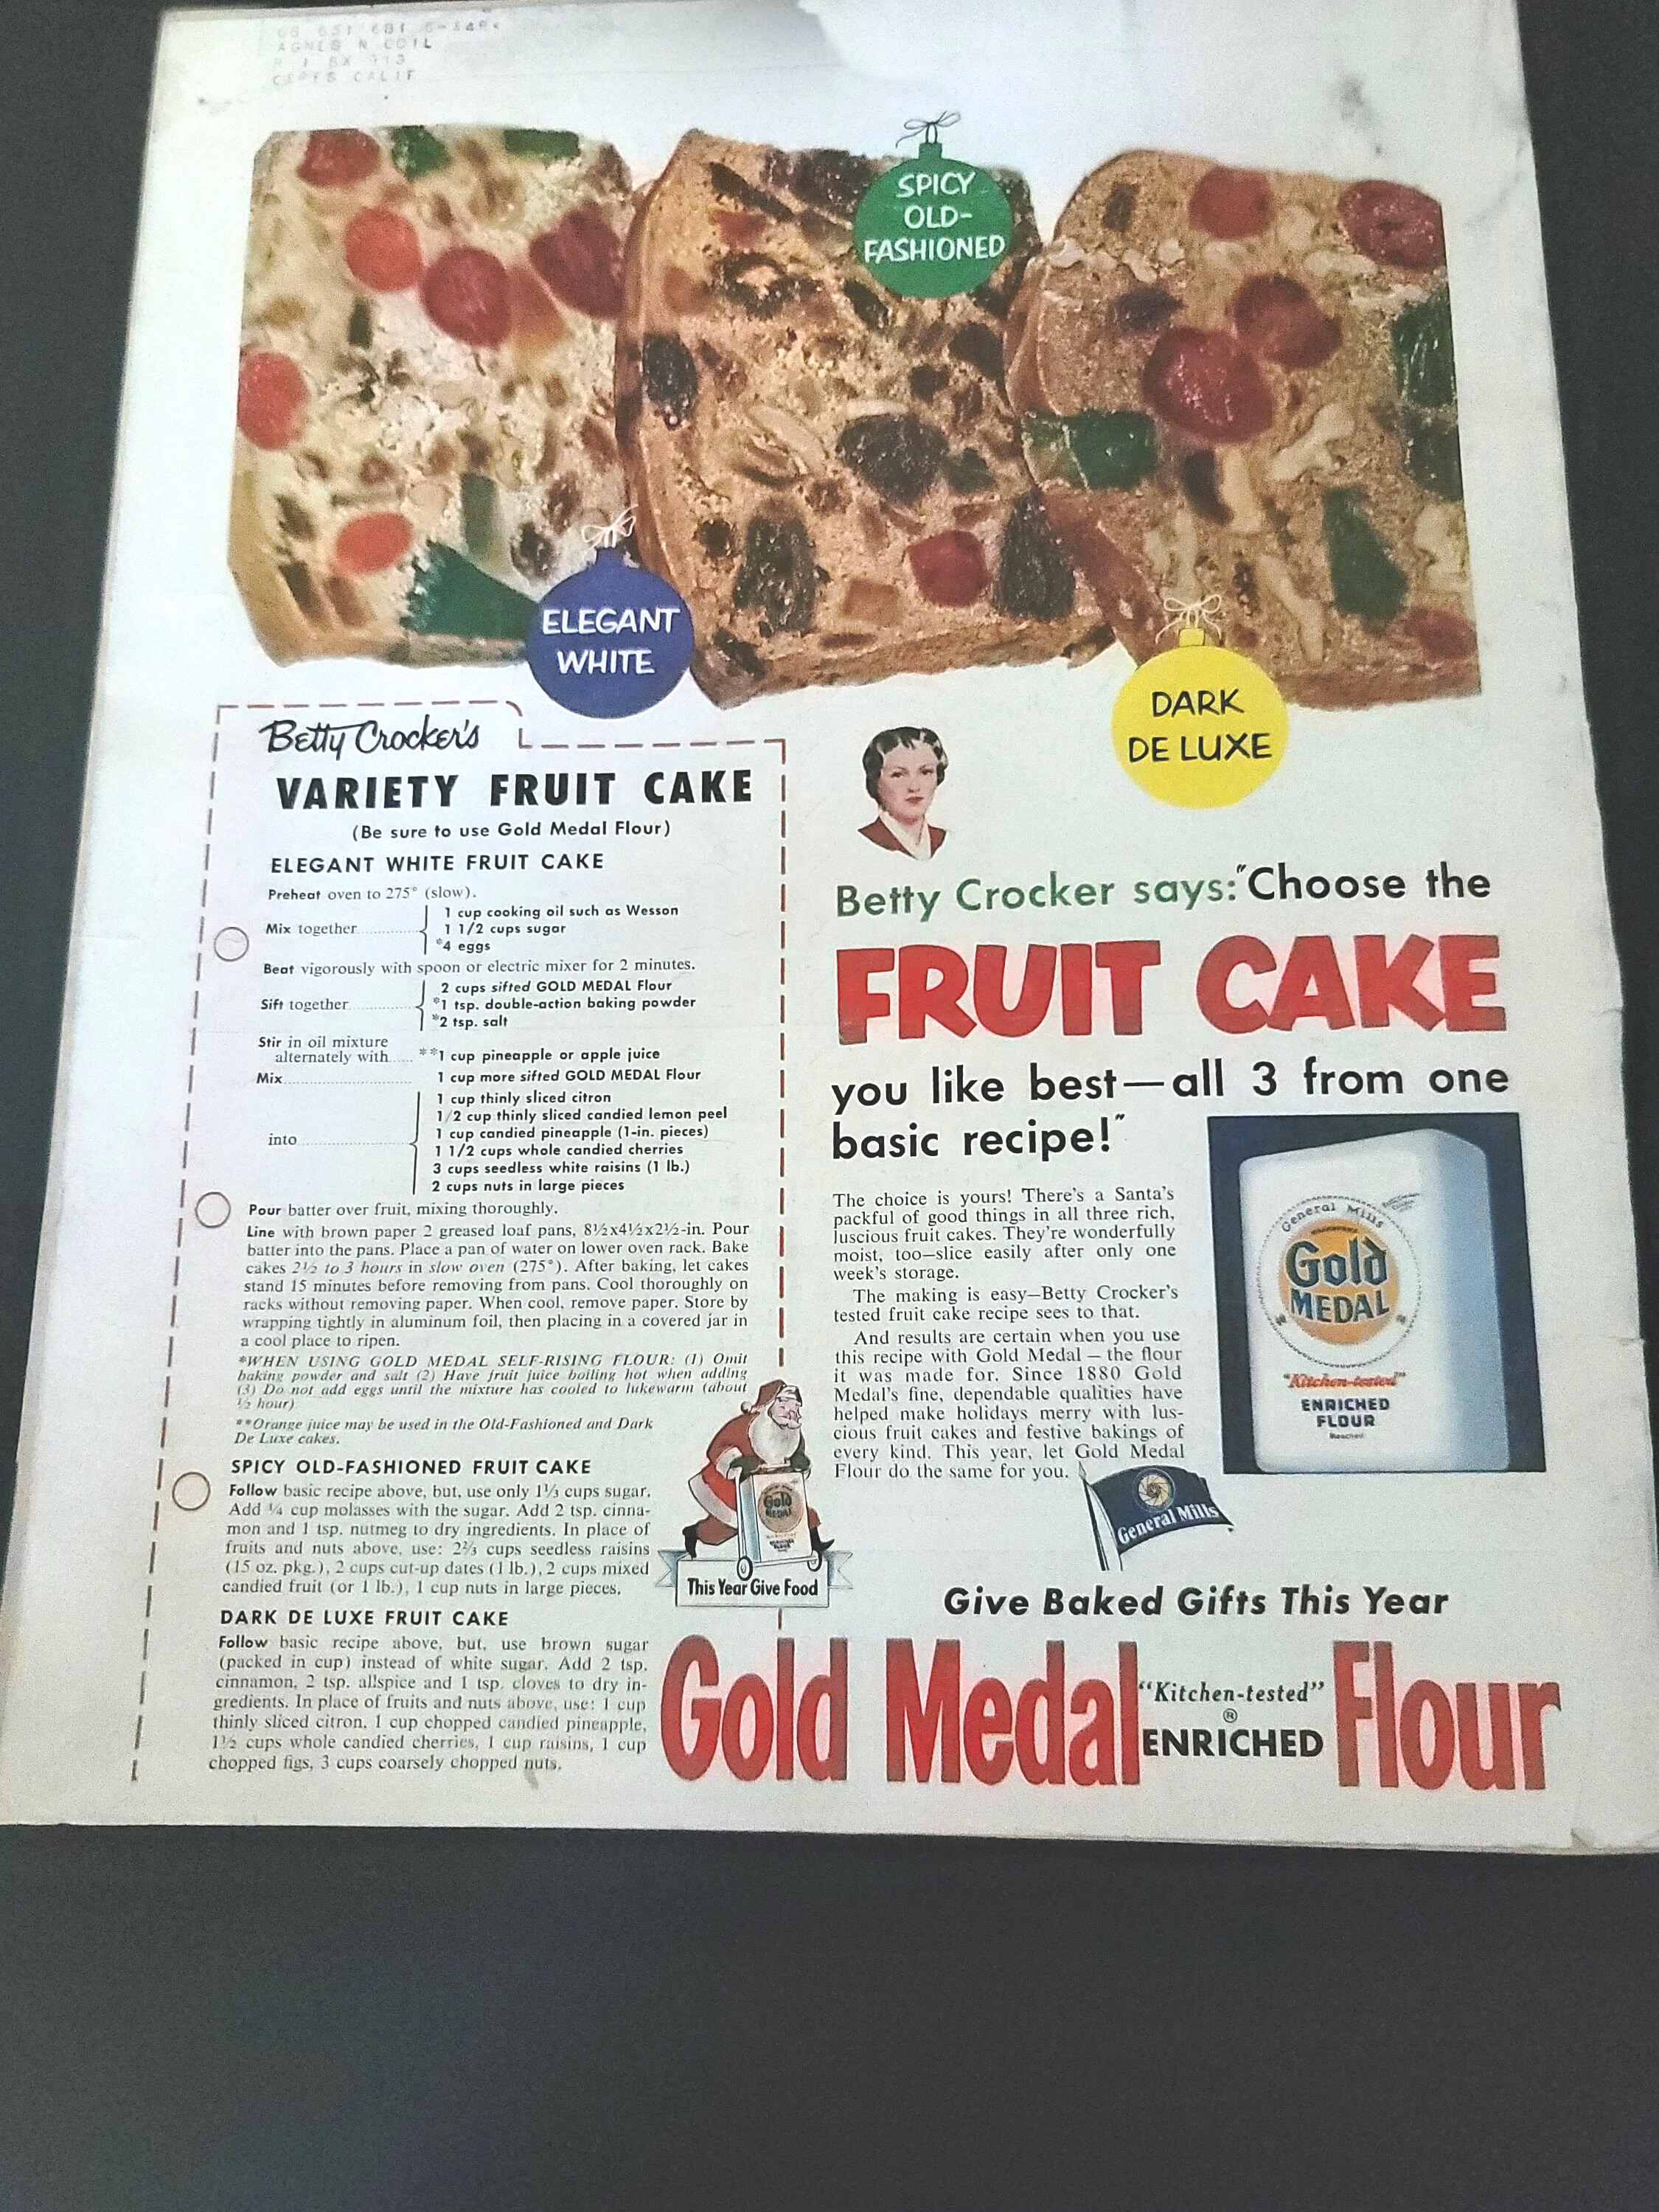 AGNES N COIL
CERES CALIF
SPICY
OLD-
FASHIONED
ELEGANT
WHITE
DARK
DE LUXE
Betty Crocker's
VARIETY FRUIT CAKE
(Be sure to use Gold Medal Flour)
ELEGANT WHITE FRUIT CAKE
Preheat oven to 275° (slow).
1 cup cooking oil such as Wesson
Mix together 1 1/2 cups sugar
*4 eggs
Beat vigorously with spoon or electric mixer for 2 minutes.
2 cups sifted GOLD MEDAL Flour
Sift together *1 tsp. double-action baking powder
*2 tsp. salt
Stir in oil mixture
alternately with **1 cup pineapple or apple juice
Mix 1 cup more sifted GOLD MEDAL Flour
1 cup thinly sliced citron
1/2 cup thinly sliced candied lemon peel
1 cup candied pineapple (1-in. pieces)
into 1 1/2 cups whole candied cherries
3 cups seedless white raisins (1 lb.)
2 cups nuts in large pieces
Pour batter over fruit, mixing thoroughly.
Line with brown paper 2 greased loaf pans, 8½x4½x2½-in. Pour
batter into the pans. Place a pan of water on lower oven rack. Bake
cakes 2½ to 3 hours in slow oven (275°). After baking, let cakes
stand 15 minutes before removing from pans. Cool thoroughly on
racks without removing paper. When cool, remove paper. Store by
wrapping tightly in aluminum foil, then placing in a covered jar in
a cool place to ripen.
*WHEN USING GOLD MEDAL SELF-RISING FLOUR: (1) Omit
baking powder and salt (2) Have fruit juice boiling hot when adding
(3) Do not add eggs until the mixture has cooled to lukewarm (about
½ hour)
**Orange juice may be used in the Old-Fashioned and Dark
De Luxe cakes.
SPICY OLD-FASHIONED FRUIT CAKE
Follow basic recipe above, but, use only 1⅓ cups sugar.
Add ¼ cup molasses with the sugar. Add 2 tsp. cinna-
mon and 1 tsp. nutmeg to dry ingredients. In place of
fruits and nuts above, use: 2⅔ cups seedless raisins
(15 oz. pkg.), 2 cups cut-up dates (1 lb.), 2 cups mixed
candied fruit (or 1 lb.), 1 cup nuts in large pieces.
DARK DE LUXE FRUIT CAKE
Follow basic recipe above, but, use brown sugar
(packed in cup) instead of white sugar. Add 2 tsp.
cinnamon, 2 tsp. allspice and 1 tsp. cloves to dry in-
gredients. In place of fruits and nuts above, use: 1 cup
thinly sliced citron, 1 cup chopped candied pineapple,
1½ cups whole candied cherries, 1 cup raisins, 1 cup
chopped figs, 3 cups coarsely chopped nuts.
Gold
MEDAL
This Year Give Food
Betty Crocker says: "Choose the
FRUIT CAKE
you like best—all 3 from one
basic recipe!"
The choice is yours! There's a Santa's
packful of good things in all three rich,
luscious fruit cakes. They're wonderfully
moist, too—slice easily after only one
week's storage.
The making is easy—Betty Crocker's
tested fruit cake recipe sees to that.
And results are certain when you use
this recipe with Gold Medal — the flour
it was made for. Since 1880 Gold
Medal's fine, dependable qualities have
helped make holidays merry with lus-
cious fruit cakes and festive bakings of
every kind. This year, let Gold Medal
Flour do the same for you.
General Mills
Gold
MEDAL
"Kitchen-tested"
ENRICHED
FLOUR
Bleached
General Mills
Give Baked Gifts This Year
Gold Medal "Kitchen-tested" ® ENRICHED Flour